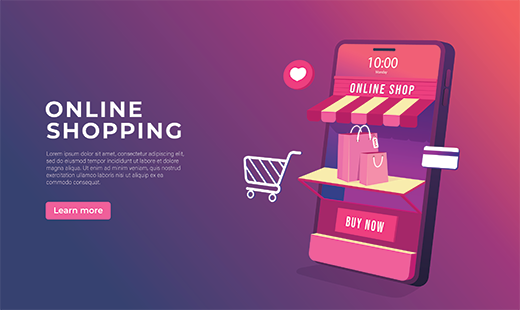 ONLINE
SHOPPING
Lorem ipsum dolor sit amet, consectetur adipiscing elit,
sed do eiusmod tempor incididunt ut labore et dolore
magna aliqua. Ut enim ad minim veniam, quis nostrud
exercitation ullamco laboris nisi ut aliquip ex ea
commodo consequat.
Learn more
10:00
Monday
ONLINE SHOP
BUY NOW